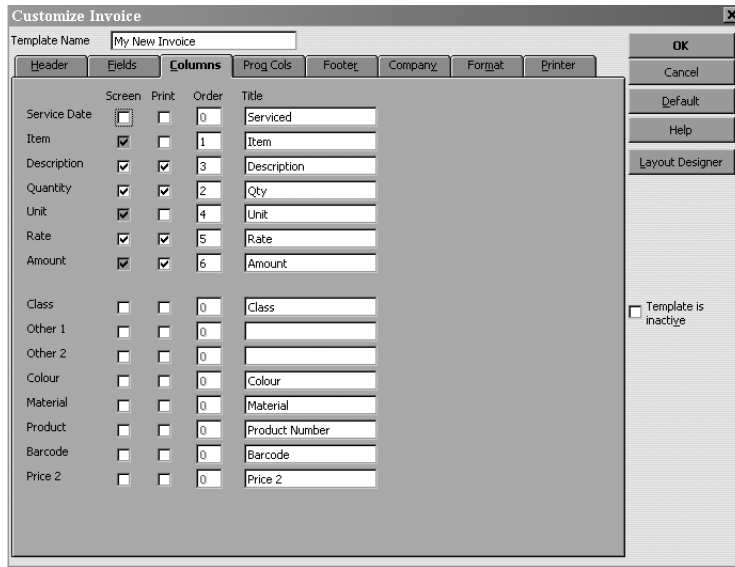 Customize Invoice
Template Name My New Invoice
Header Fields Columns Prog Cols Footer Company Format Printer
OK
Cancel
Default
Help
Layout Designer
Template is
inactive
Screen Print Order Title
Service Date 0 Serviced
Item 1 Item
Description 3 Description
Quantity 2 Qty
Unit 4 Unit
Rate 5 Rate
Amount 6 Amount
Class 0 Class
Other 1 0
Other 2 0
Colour 0 Colour
Material 0 Material
Product 0 Product Number
Barcode 0 Barcode
Price 2 0 Price 2